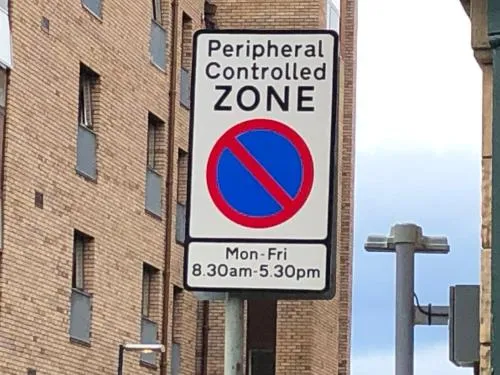 Peripheral
Controlled
ZONE
Mon-Fri
8.30am-5.30pm